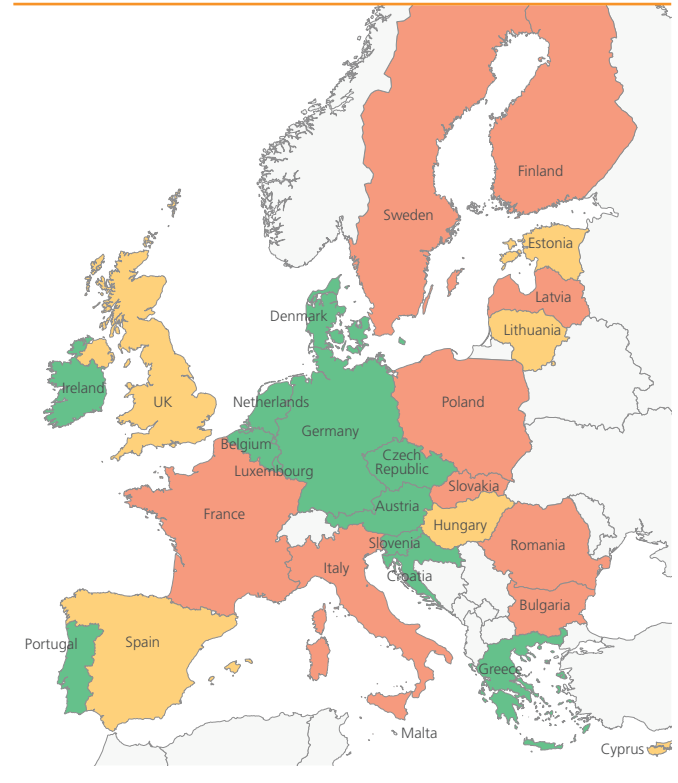 Finland
Sweden
Estonia
Latvia
Denmark
Lithuania
Ireland
UK
Netherlands
Poland
Germany
Belgium
Czech
Republic
Luxembourg
Slovakia
Austria
France
Hungary
Slovenia
Romania
Italy
Croatia
Bulgaria
Portugal
Spain
Greece
Malta
Cyprus